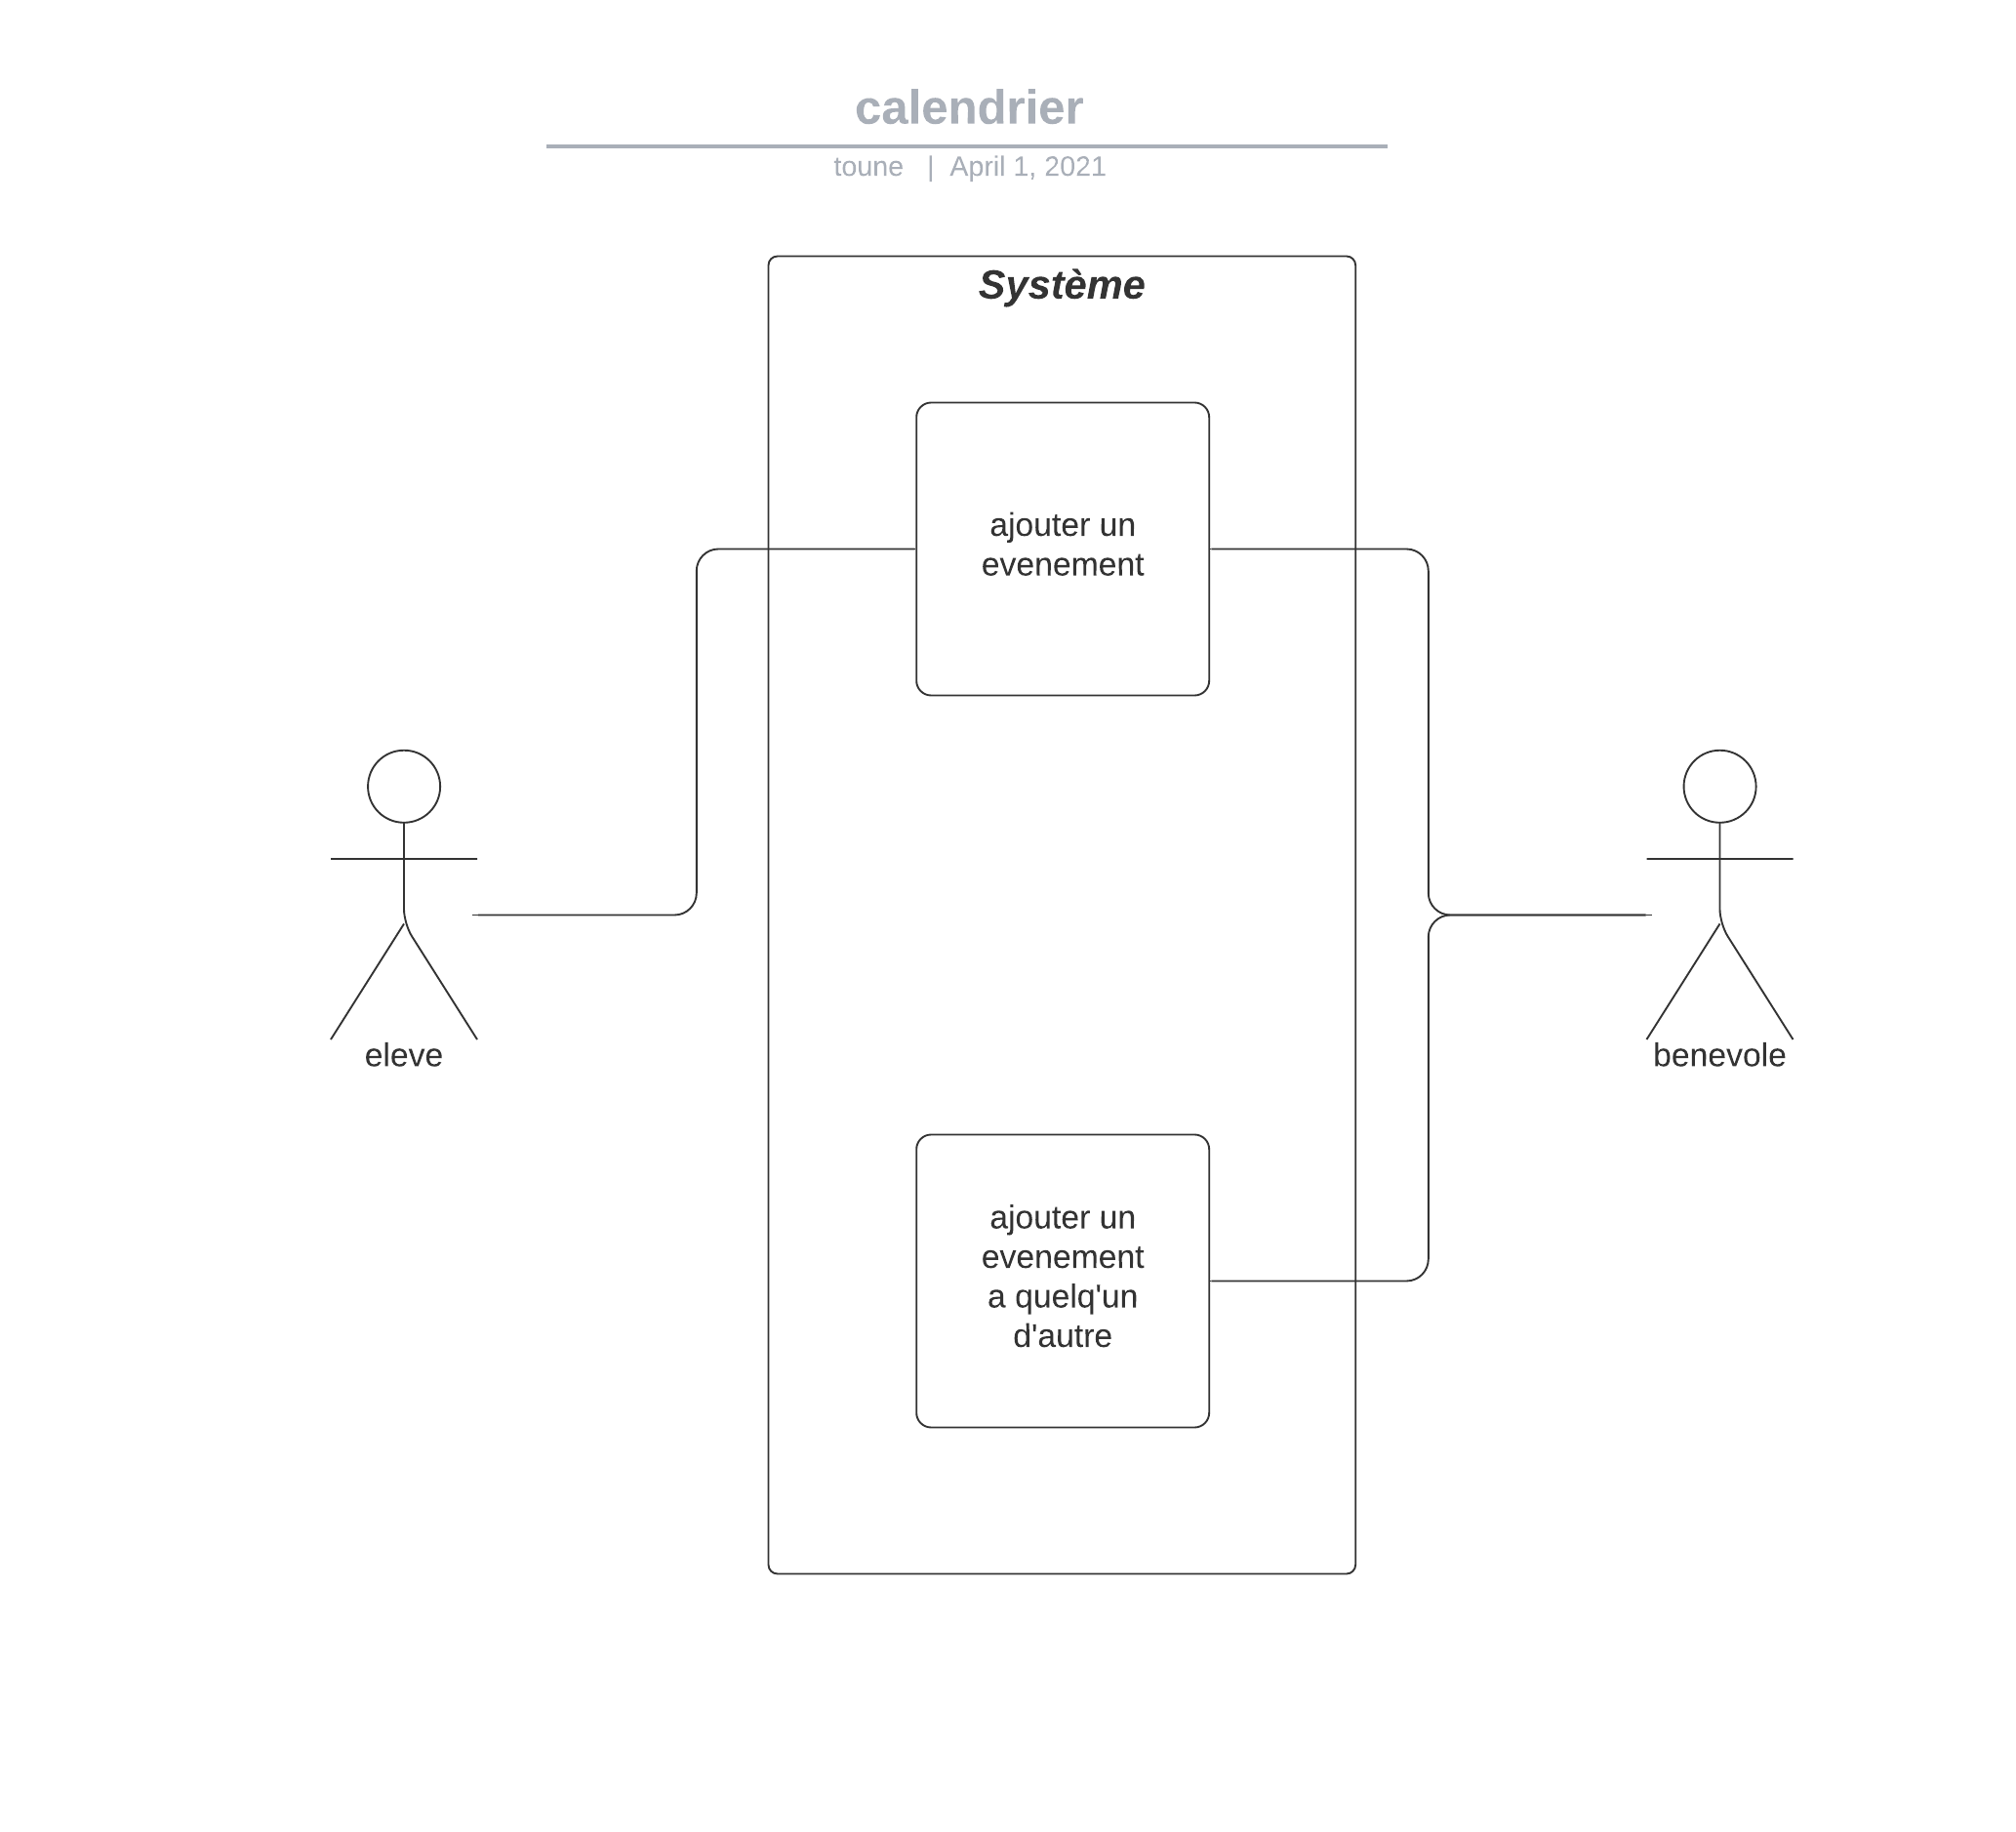 calendrier
toune | April 1, 2021
Système
ajouter un
evenement
eleve
benevole
ajouter un
evenement
a quelq'un
d'autre